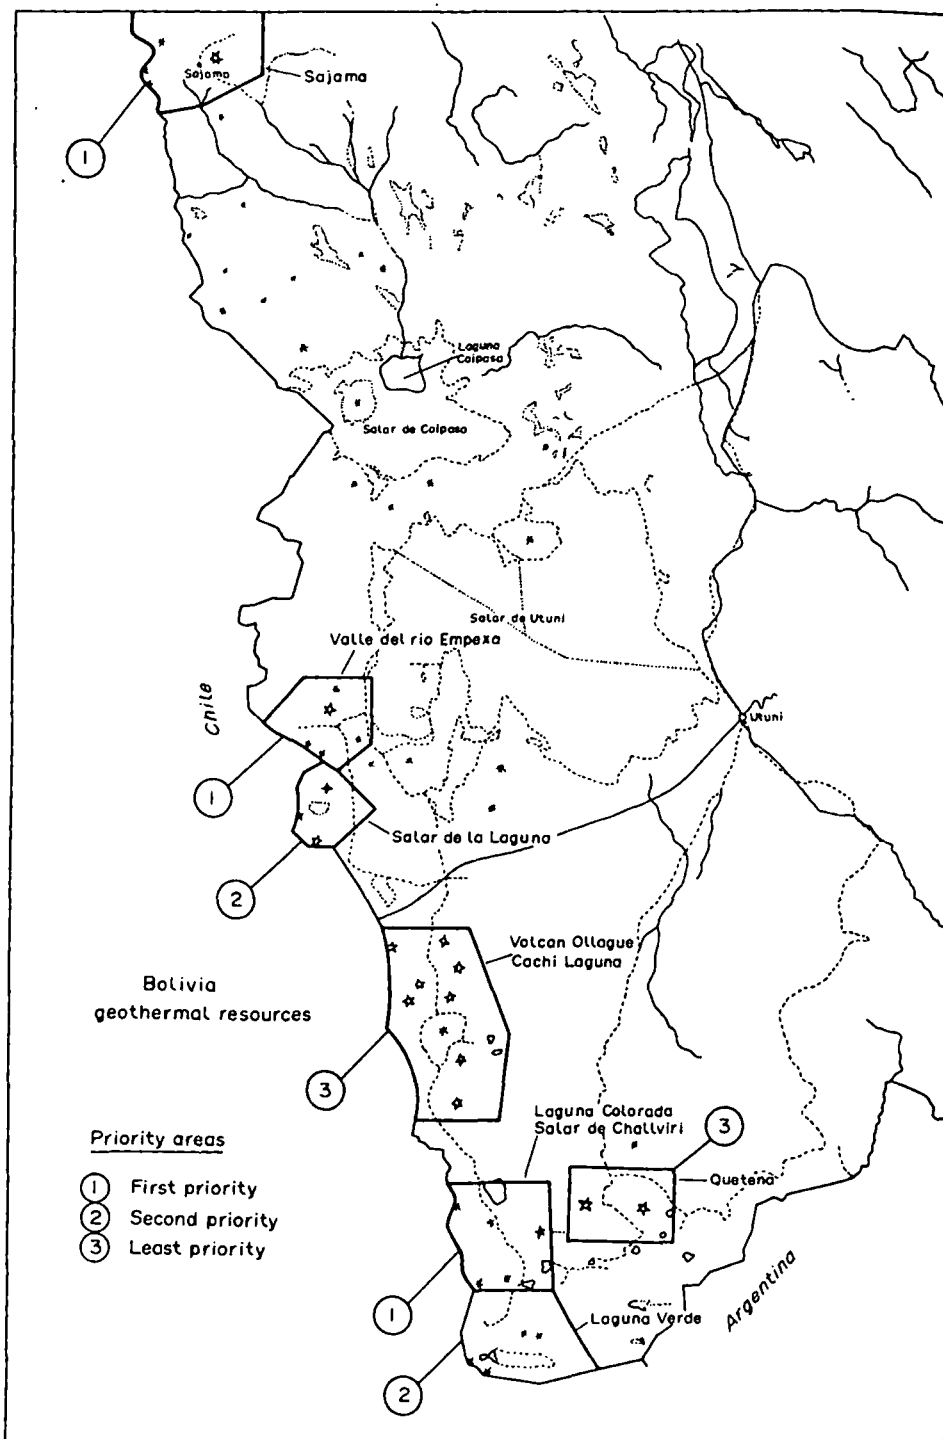 Sajama
Sajama
1
Laguna
Coipasa
Salar de Coipasa
Salar de Utuni
Valle del rio Empexa
Chile
Utuni
1
Salar de la Laguna
2
Volcan Ollague
Cachi Laguna
Bolivia
geothermal resources
3
Laguna Colorada
Salar de Challviri
3
Quetena
Priority areas
1 First priority
2 Second priority
3 Least priority
Argentina
1
Laguna Verde
2